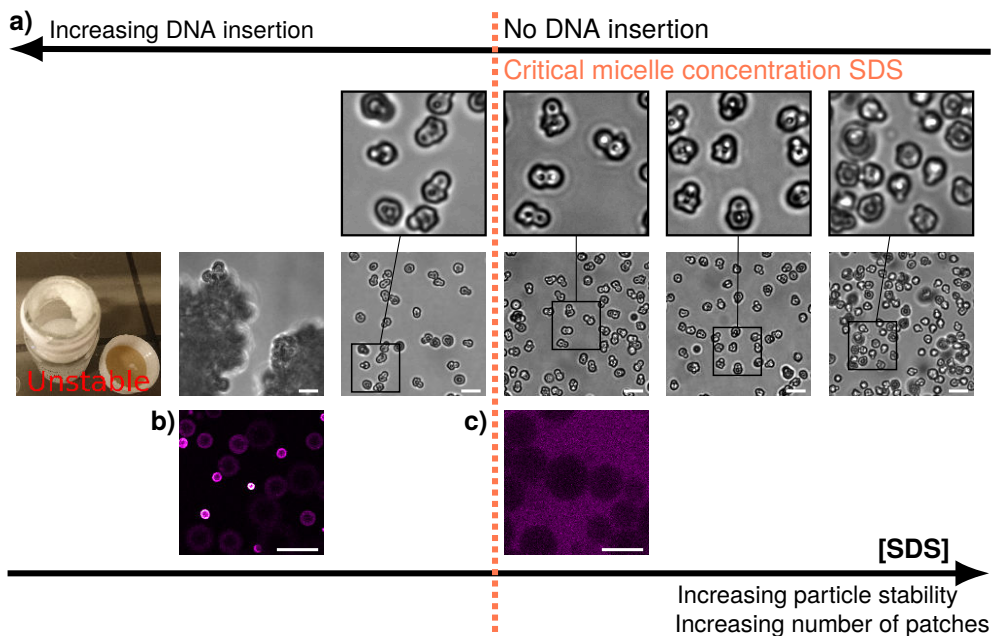 a)
Increasing DNA insertion
No DNA insertion
Critical micelle concentration SDS
Unstable
b)
c)
[SDS]
Increasing particle stability
Increasing number of patches